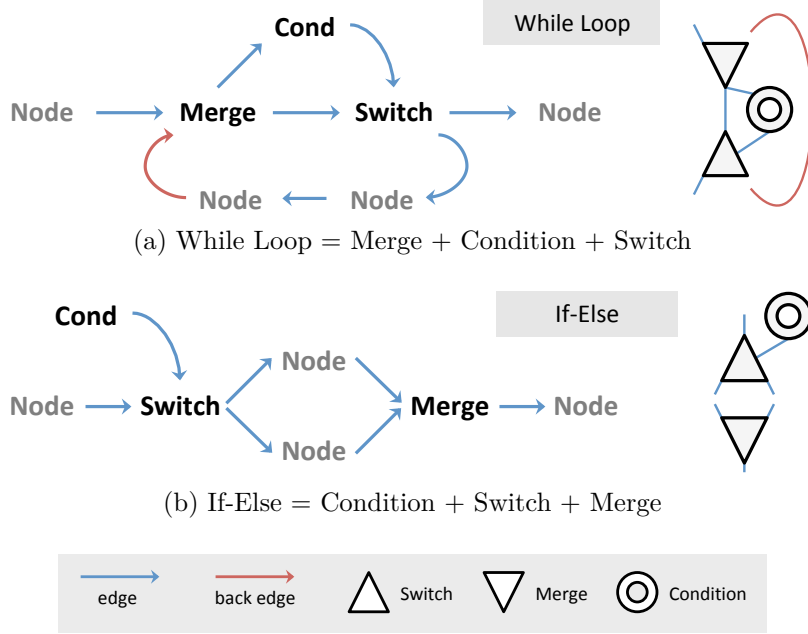 Cond
While Loop
Node Merge Switch Node
Node Node
(a) While Loop = Merge + Condition + Switch
Cond
If-Else
Node
Node Switch Merge Node
Node
(b) If-Else = Condition + Switch + Merge
edge back edge Switch Merge Condition